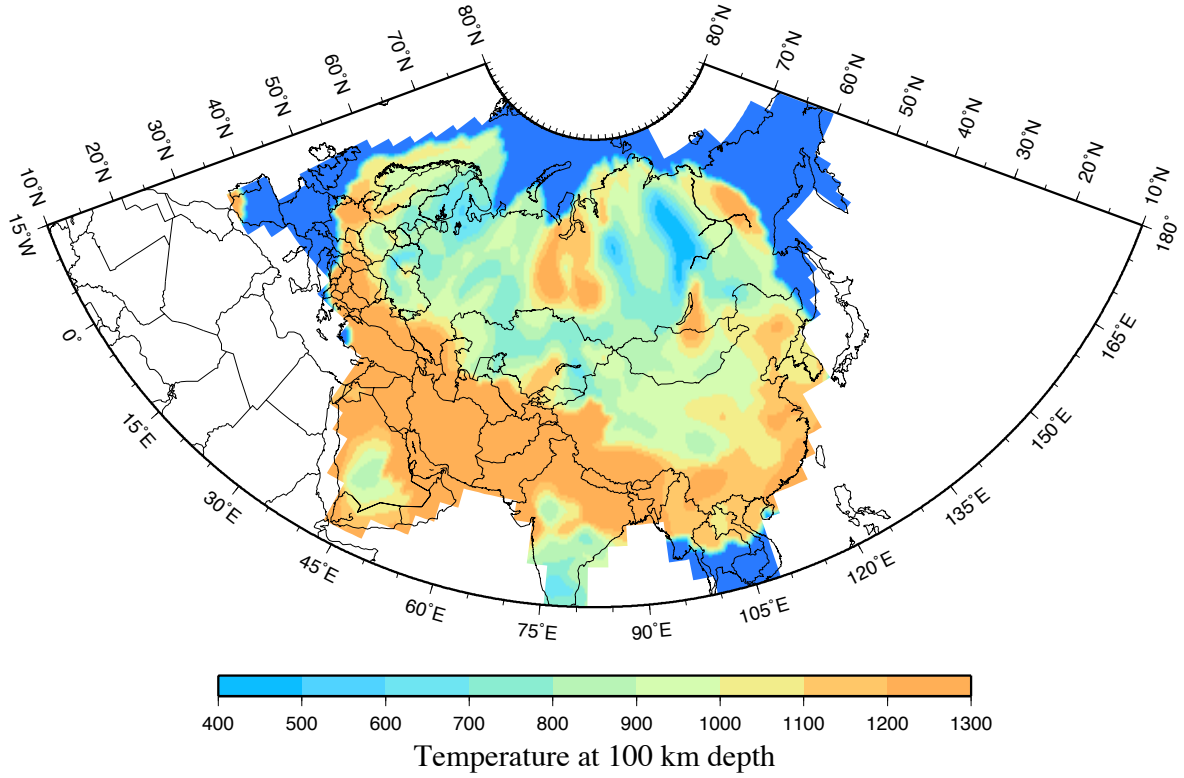 80°N
70°N
60°N
50°N
40°N
30°N
20°N
10°N
80°N
70°N
60°N
50°N
40°N
30°N
20°N
10°N
15°W
0°
15°E
30°E
45°E
60°E
75°E
90°E
105°E
120°E
135°E
150°E
165°E
180°
400 500 600 700 800 900 1000 1100 1200 1300
Temperature at 100 km depth